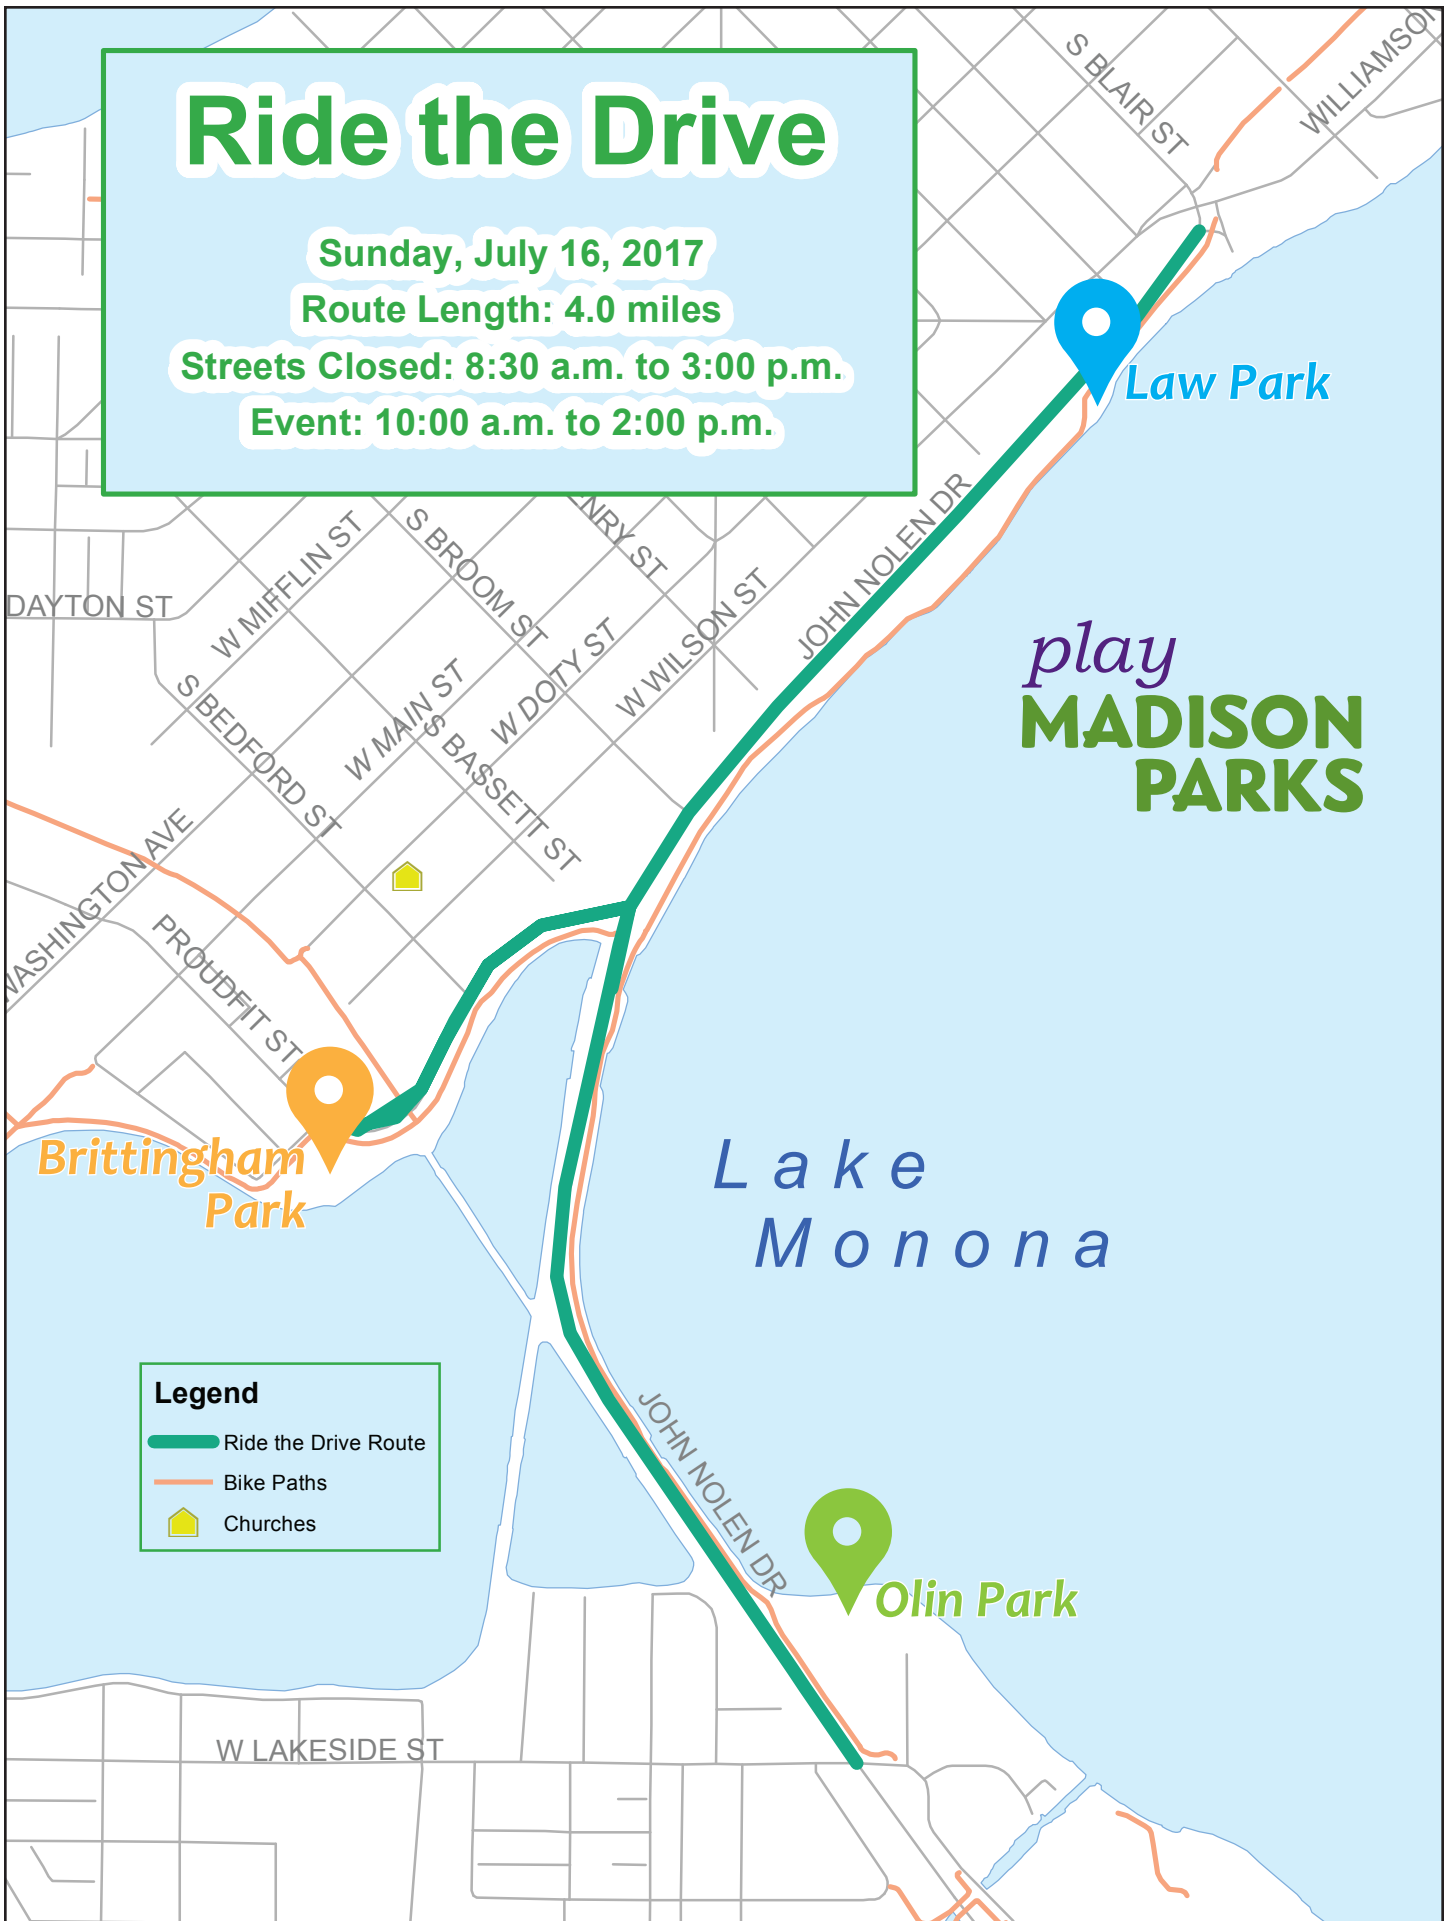 Ride the Drive
Sunday, July 16, 2017
Route Length: 4.0 miles
Streets Closed: 8:30 a.m. to 3:00 p.m.
Event: 10:00 a.m. to 2:00 p.m.
S BLAIR ST
WILLIAMSON
Law Park
JOHN NOLEN DR
ENRY ST
S BROOM ST
W MIFFLIN ST
DAYTON ST
W WILSON ST
W DOTY ST
W MAIN ST
S BASSETT ST
S BEDFORD ST
play
MADISON
PARKS
WASHINGTON AVE
PROUDFIT ST
Brittingham
Park
Lake
Monona
Legend
Ride the Drive Route
Bike Paths
Churches
JOHN NOLEN DR
Olin Park
W LAKESIDE ST